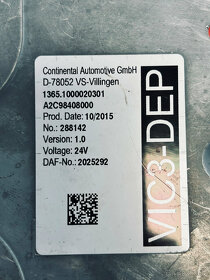 Continental Automotive GmbH
D-78052 VS-Villingen
1365.1000020301
A2C98408000
Prod. Date: 10/2015
No.: 288142
Version: 1.0
Voltage: 24V
DAF-No.: 2025292
VIC3-DEP